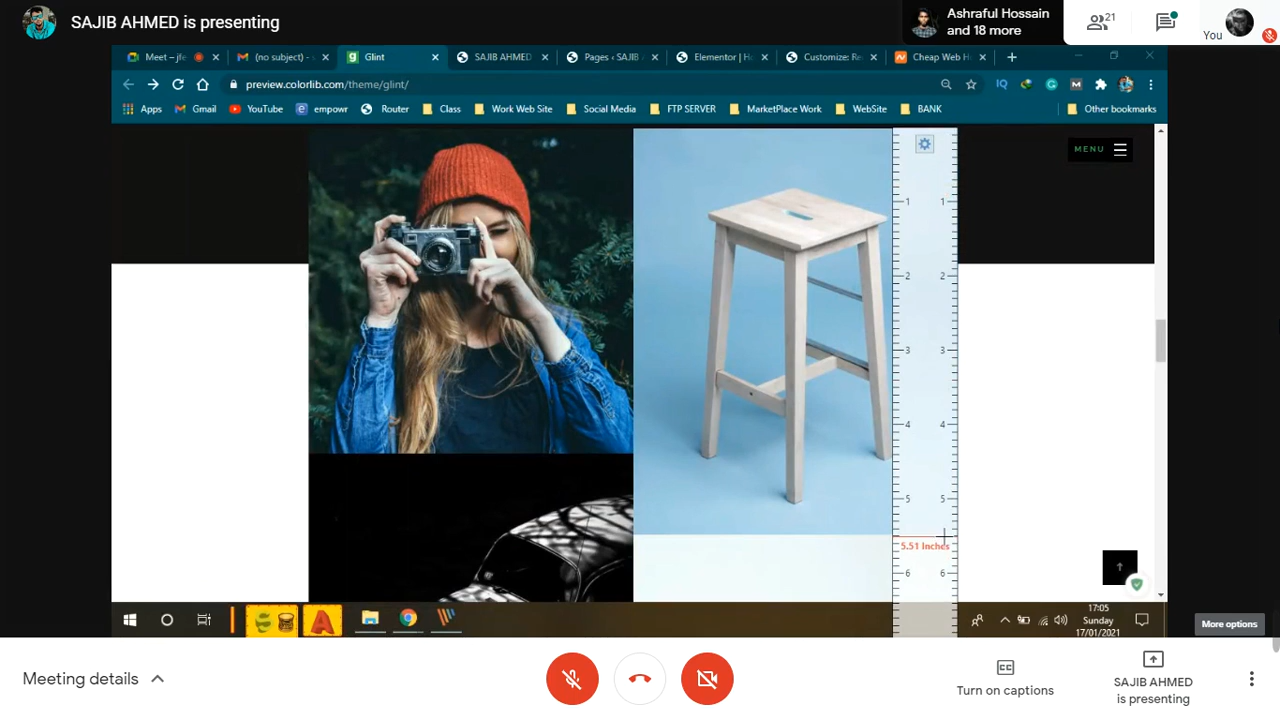 SAJIB AHMED is presenting
Ashraful Hossain
and 18 more
21
You
Meet – jfe
(no subject) -
Glint
SAJIB AHMED
Pages ‹ SAJIB
Elementor | H
Customize: Re
Cheap Web H
preview.colorlib.com/theme/glint/
Apps
Gmail
YouTube
empowr
Router
Class
Work Web Site
Social Media
FTP SERVER
MarketPlace Work
WebSite
BANK
Other bookmarks
MENU
1 1
2 2
3 3
4 4
5 5
5.51 Inches
6 6
17:05
Sunday
17/01/2021
More options
Meeting details
Turn on captions
SAJIB AHMED
is presenting